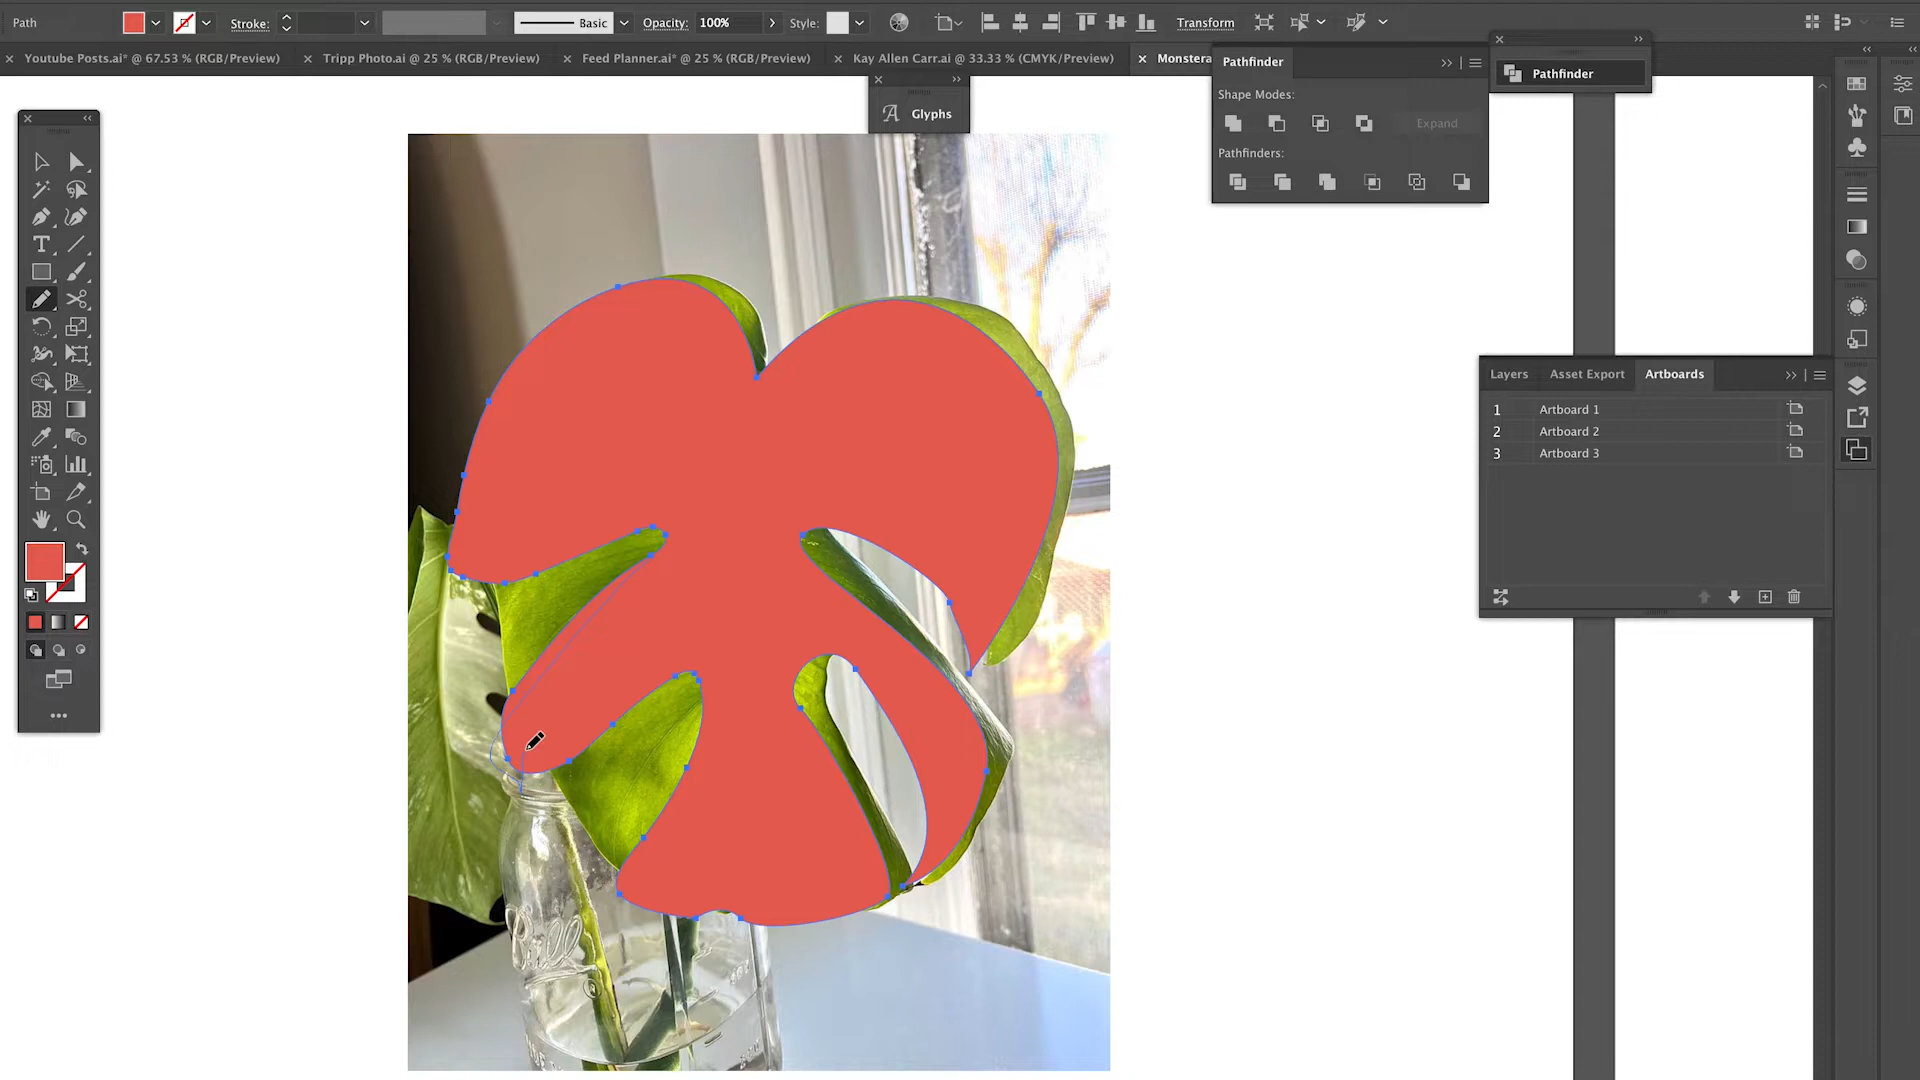 Path
Stroke:
Basic
Opacity: 100%
Style:
Transform
Youtube Posts.ai* @ 67.53 % (RGB/Preview)
Tripp Photo.ai @ 25 % (RGB/Preview)
Feed Planner.ai* @ 25 % (RGB/Preview)
Kay Allen Carr.ai @ 33.33 % (CMYK/Preview)
Monstera
Glyphs
Pathfinder
Shape Modes:
Expand
Pathfinders:
Pathfinder
Layers
Asset Export
Artboards
1 Artboard 1
2 Artboard 2
3 Artboard 3